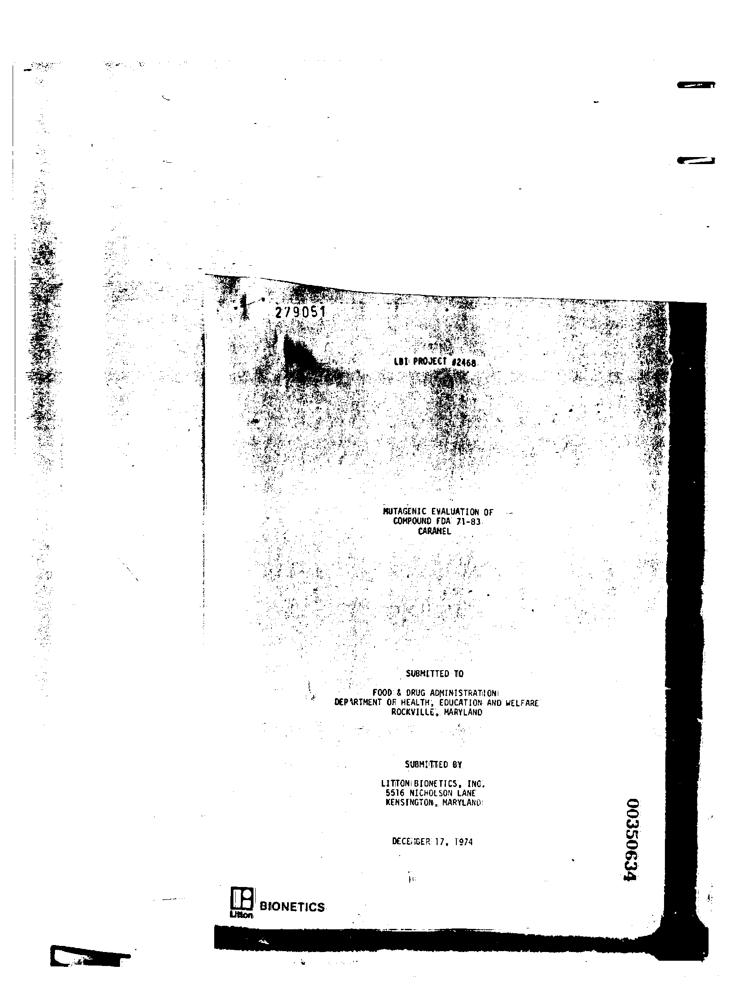 279051
LBI PROJECT #2468
MUTAGENIC EVALUATION OF
COMPOUND FDA 71-83
CARAMEL
SUBMITTED TO
FOOD & DRUG ADMINISTRATION
DEPARTMENT OF HEALTH, EDUCATION AND WELFARE
ROCKVILLE, MARYLAND
SUBMITTED BY
LITTON BIONETICS, INC.
5516 NICHOLSON LANE
KENSINGTON, MARYLAND
DECEMBER 17, 1974
00350634
Litton BIONETICS